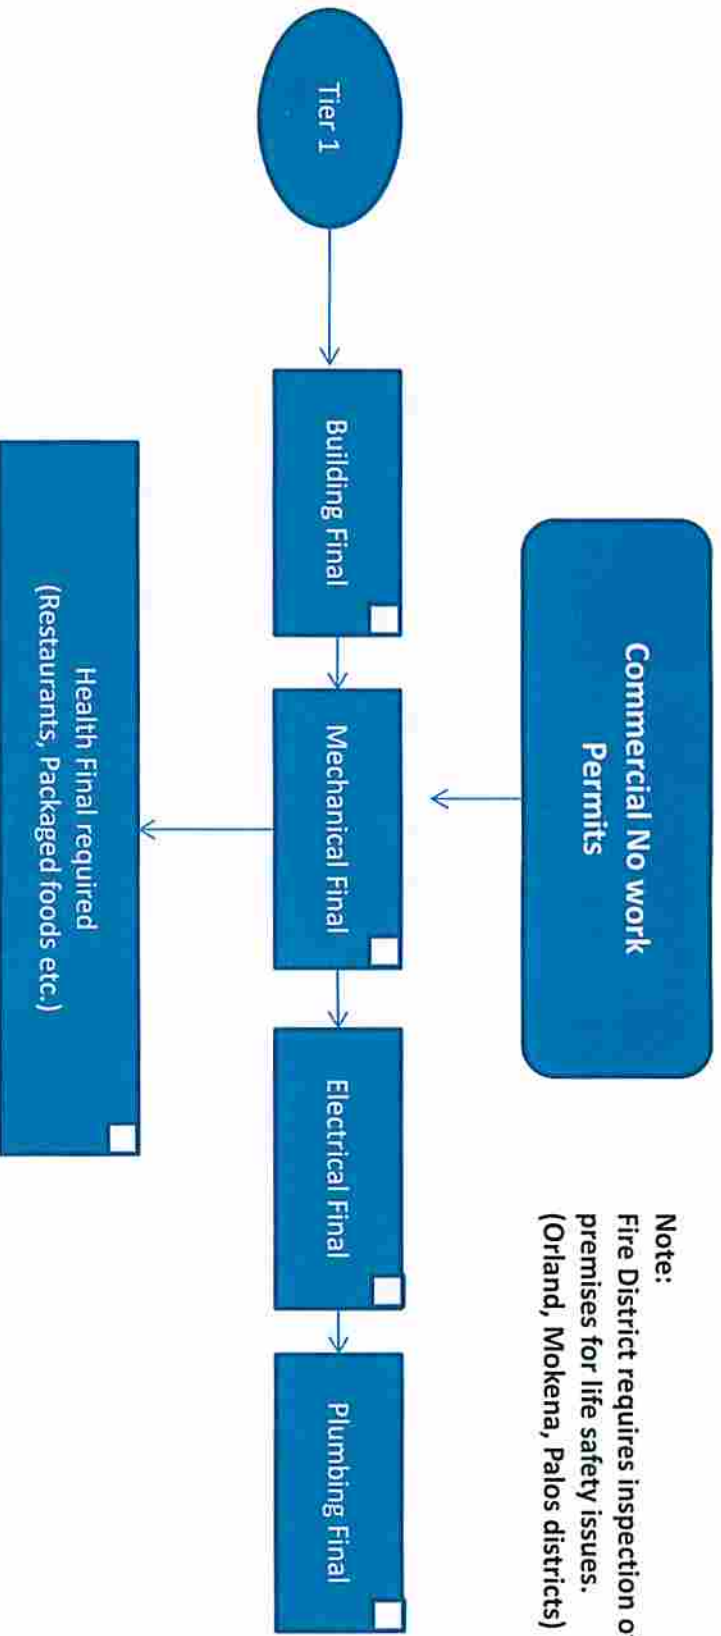 Commercial No work
Permits
Note:
Fire District requires inspection
premises for life safety issues.
(Orland, Mokena, Palos districts)
Tier 1
Building Final
Mechanical Final
Electrical Final
Plumbing Final
Health Final required
(Restaurants, Packaged foods etc.)